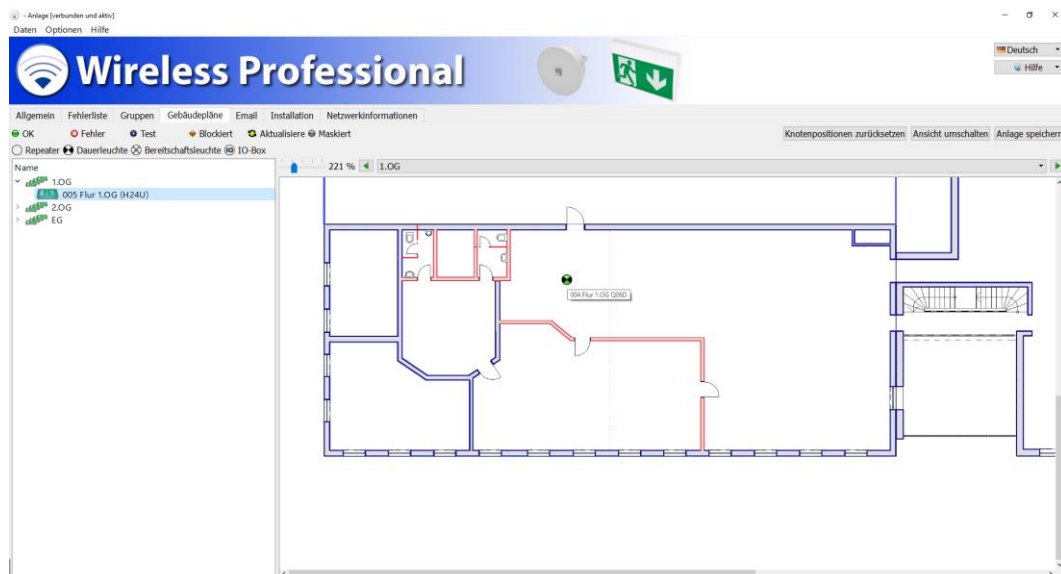 - Anlage [verbunden und aktiv]
Daten Optionen Hilfe
Wireless Professional
Deutsch
Hilfe
Allgemein Fehlerliste Gruppen Gebäudepläne Email Installation Netzwerkinformationen
OK Fehler Test Blockiert Aktualisiere Maskiert
Knotenpositionen zurücksetzen Ansicht umschalten Anlage speichern
Repeater Dauerleuchte Bereitschaftsleuchte IO IO-Box
Name
221 % 1.OG
1.OG
005 Flur 1.OG (H24U)
2.OG
EG
004 Flur 1.OG Q06D